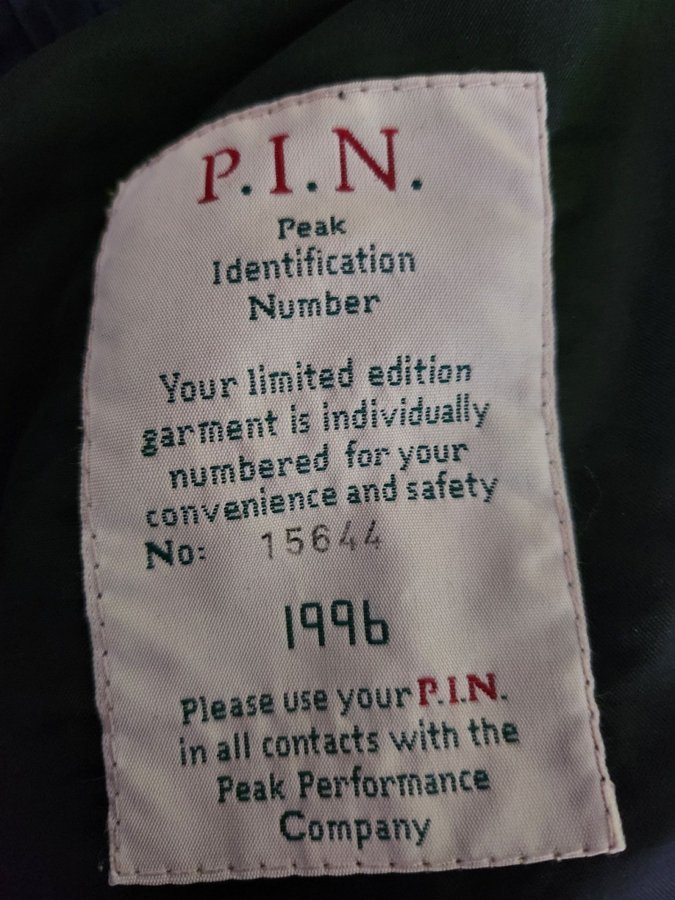 P.I.N.
Peak
Identification
Number
Your limited edition
garment is individually
numbered for your
convenience and safety
No: 15644
1996
Please use your P.I.N.
in all contacts with the
Peak Performance
Company